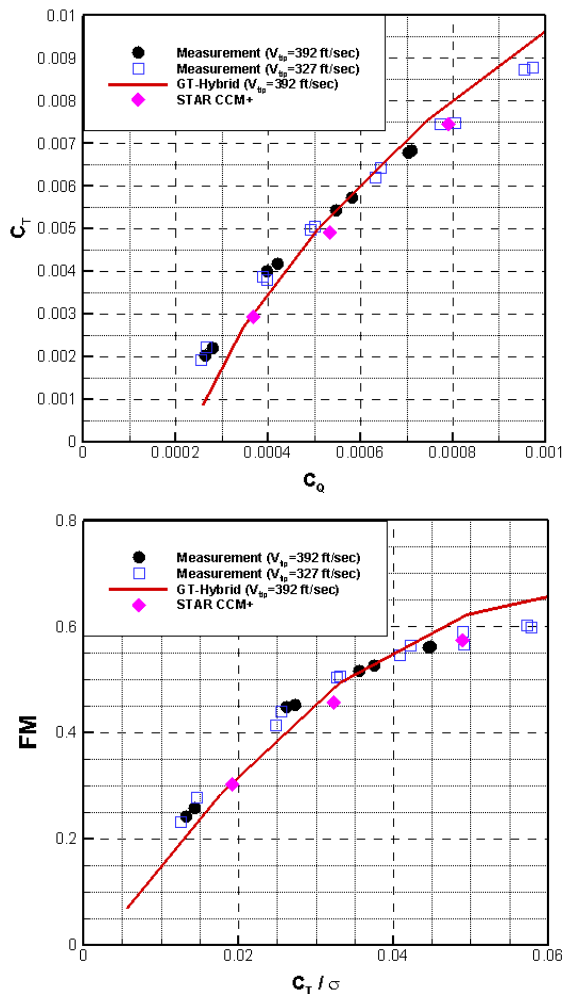 0.01
0.009
0.008
0.007
0.006
0.005
0.004
0.003
0.002
0.001
0
C_T
Measurement (V_tip=392 ft/sec)
Measurement (V_tip=327 ft/sec)
GT-Hybrid (V_tip=392 ft/sec)
STAR CCM+
0 0.0002 0.0004 0.0006 0.0008 0.001
C_Q
0.8
0.6
0.4
0.2
0
FM
Measurement (V_tip=392 ft/sec)
Measurement (V_tip=327 ft/sec)
GT-Hybrid (V_tip=392 ft/sec)
STAR CCM+
0.02 0.04 0.06
C_T / σ